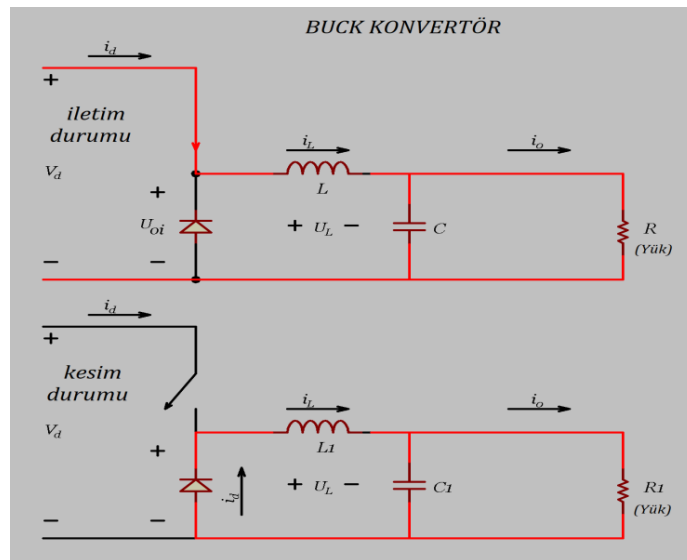 BUCK KONVERTÖR
i_d
+
iletim
durumu
V_d
i_L
i_o
+
U_oi
L
+ U_L −
C
R
(Yük)
−
−
i_d
+
kesim
durumu
V_d
i_L
i_o
+
L1
i_d
+ U_L −
C1
R1
(Yük)
−
−